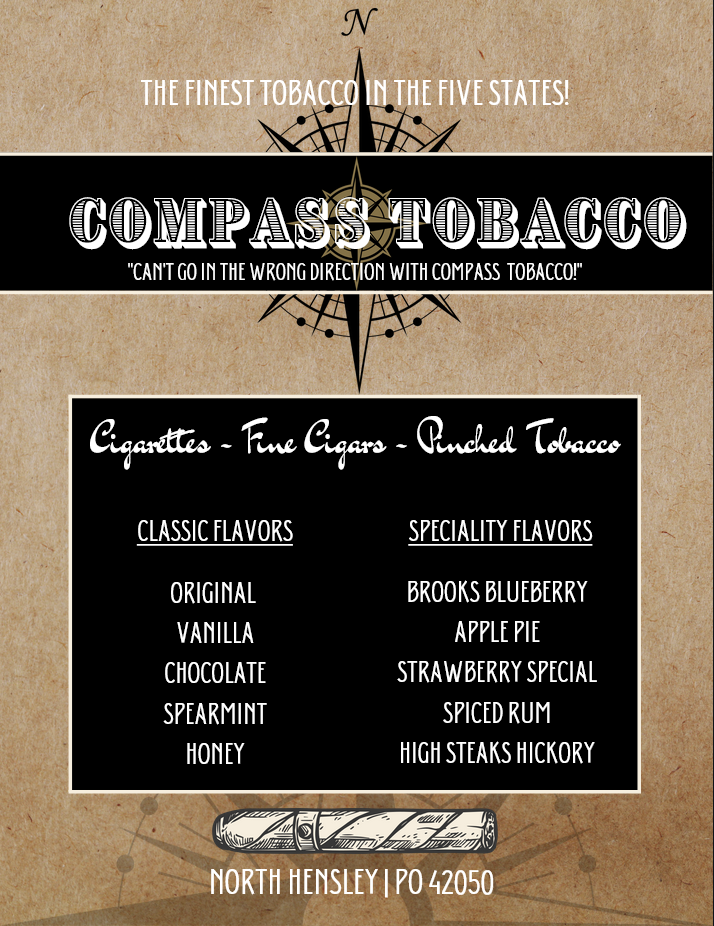 N
THE FINEST TOBACCO IN THE FIVE STATES!
COMPASS TOBACCO
"CAN'T GO IN THE WRONG DIRECTION WITH COMPASS TOBACCO!"
Cigarettes - Fine Cigars - Pinched Tobacco
CLASSIC FLAVORS
ORIGINAL
VANILLA
CHOCOLATE
SPEARMINT
HONEY
SPECIALITY FLAVORS
BROOKS BLUEBERRY
APPLE PIE
STRAWBERRY SPECIAL
SPICED RUM
HIGH STEAKS HICKORY
NORTH HENSLEY | PO 42050